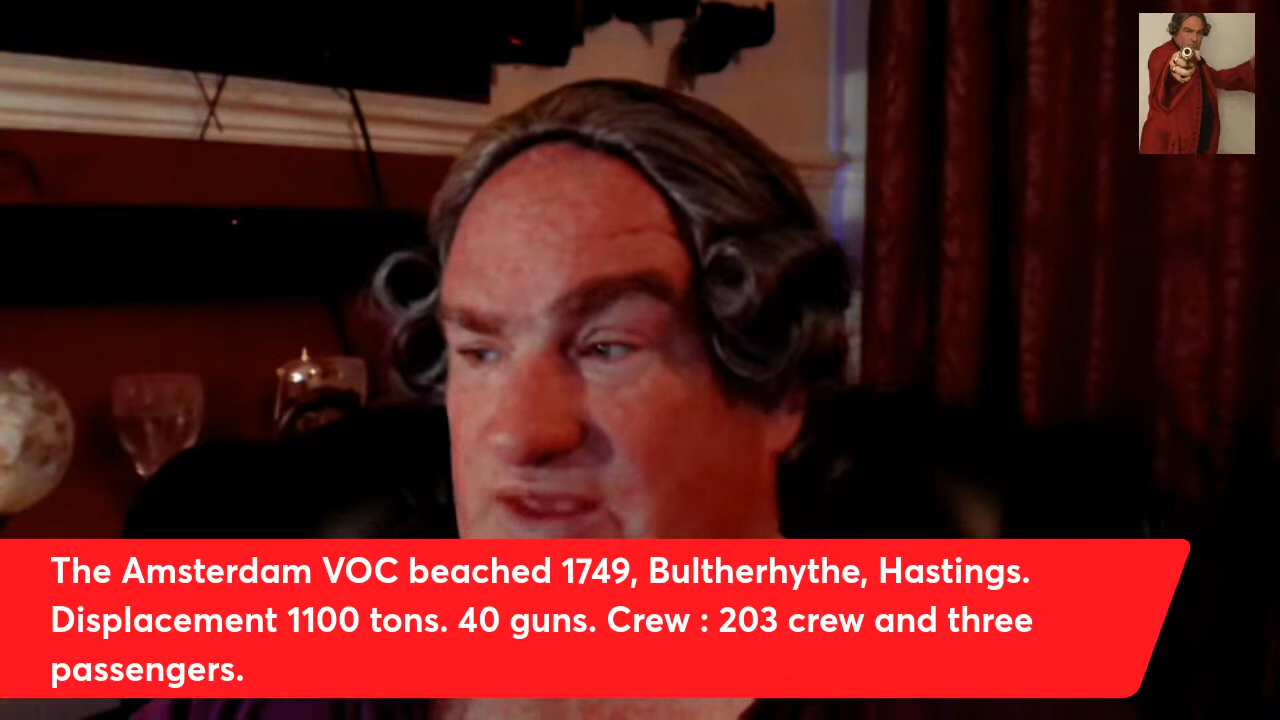 The Amsterdam VOC beached 1749, Bultherhythe, Hastings.
Displacement 1100 tons. 40 guns. Crew : 203 crew and three
passengers.